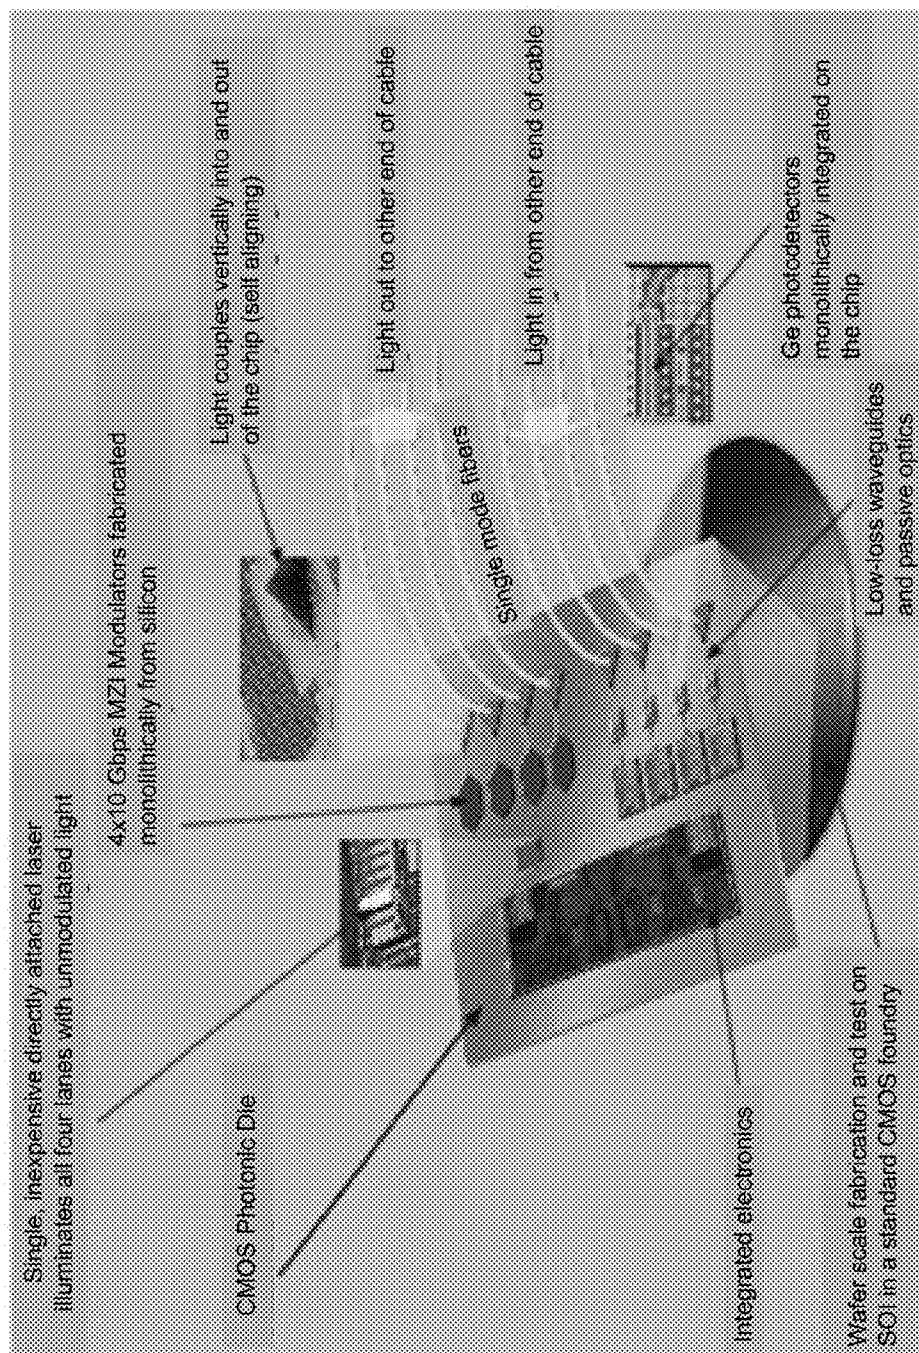 Single, inexpensive directly attached laser
illuminates all four lanes with unmodulated light
4x10 Gbps MZI Modulators fabricated
monolithically from silicon
Light couples vertically into and out
of the chip (self aligning)
CMOS Photonic Die
Light out to other end of cable
Single mode fibers
Light in from other end of cable
Integrated electronics
Ge photodetectors
monolithically integrated on
the chip
Wafer scale fabrication and test on
SOI in a standard CMOS foundry
Low-loss waveguides
and passive optics